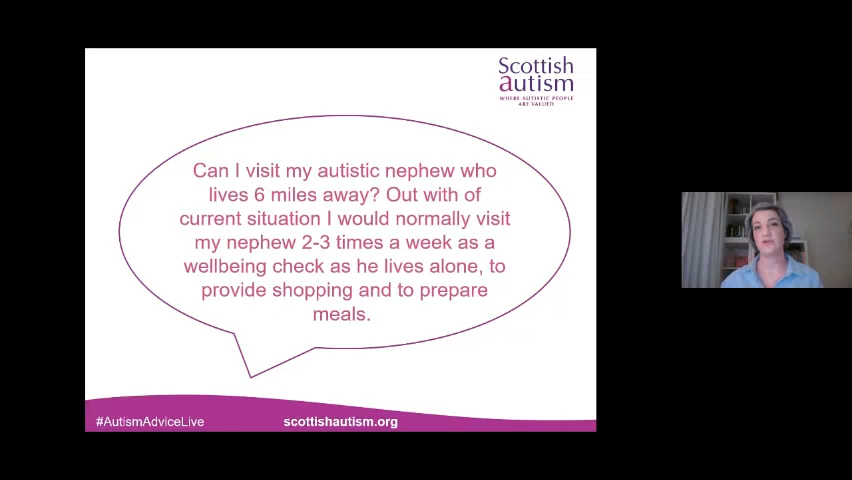 Scottish
autism
WHERE AUTISTIC PEOPLE
ARE VALUED
Can I visit my autistic nephew who
lives 6 miles away? Out with of
current situation I would normally visit
my nephew 2-3 times a week as a
wellbeing check as he lives alone, to
provide shopping and to prepare
meals.
#AutismAdviceLive
scottishautism.org